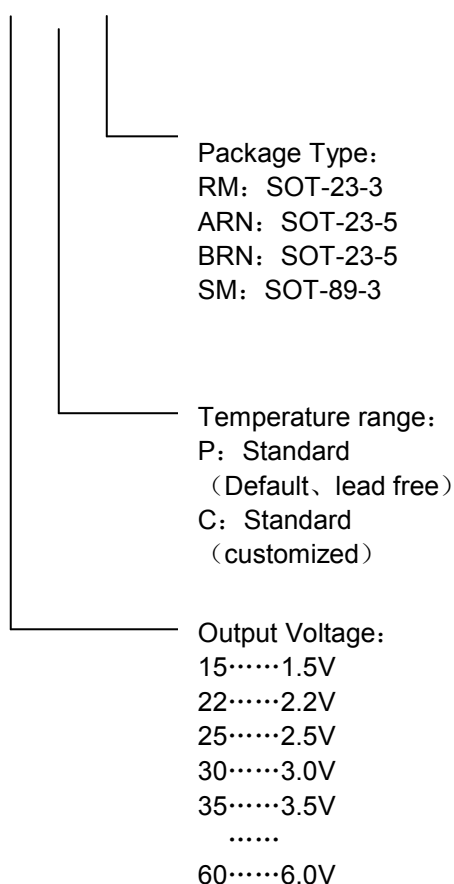 Package Type：
RM：SOT-23-3
ARN：SOT-23-5
BRN：SOT-23-5
SM：SOT-89-3
Temperature range：
P：Standard
（Default、lead free）
C：Standard
（customized）
Output Voltage：
15……1.5V
22……2.2V
25……2.5V
30……3.0V
35……3.5V
……
60……6.0V